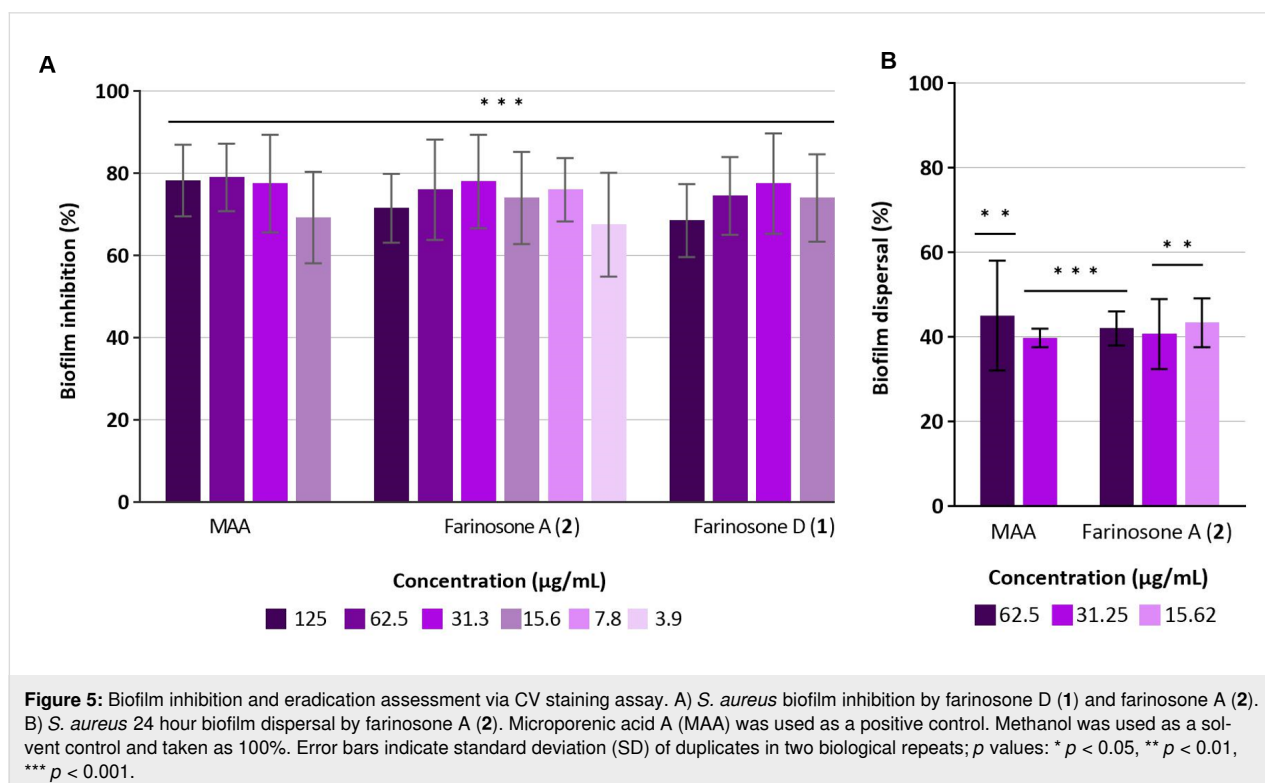 A
Biofilm inhibition (%)
100
* * *
80
60
40
20
0
MAA
Farinosone A (2)
Farinosone D (1)
Concentration (µg/mL)
125 62.5 31.3 15.6 7.8 3.9
B
Biofilm dispersal (%)
100
80
* *
* *
60
* * *
40
20
0
MAA
Farinosone A (2)
Concentration (µg/mL)
62.5 31.25 15.62
Figure 5: Biofilm inhibition and eradication assessment via CV staining assay. A) S. aureus biofilm inhibition by farinosone D (1) and farinosone A (2).
B) S. aureus 24 hour biofilm dispersal by farinosone A (2). Microporenic acid A (MAA) was used as a positive control. Methanol was used as a sol-
vent control and taken as 100%. Error bars indicate standard deviation (SD) of duplicates in two biological repeats; p values: * p < 0.05, ** p < 0.01,
*** p < 0.001.